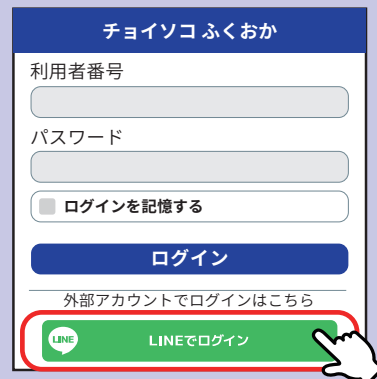 チョイソコ ふくおか
利用者番号
パスワード
ログインを記憶する
ログイン
外部アカウントでログインはこちら
LINE LINEでログイン